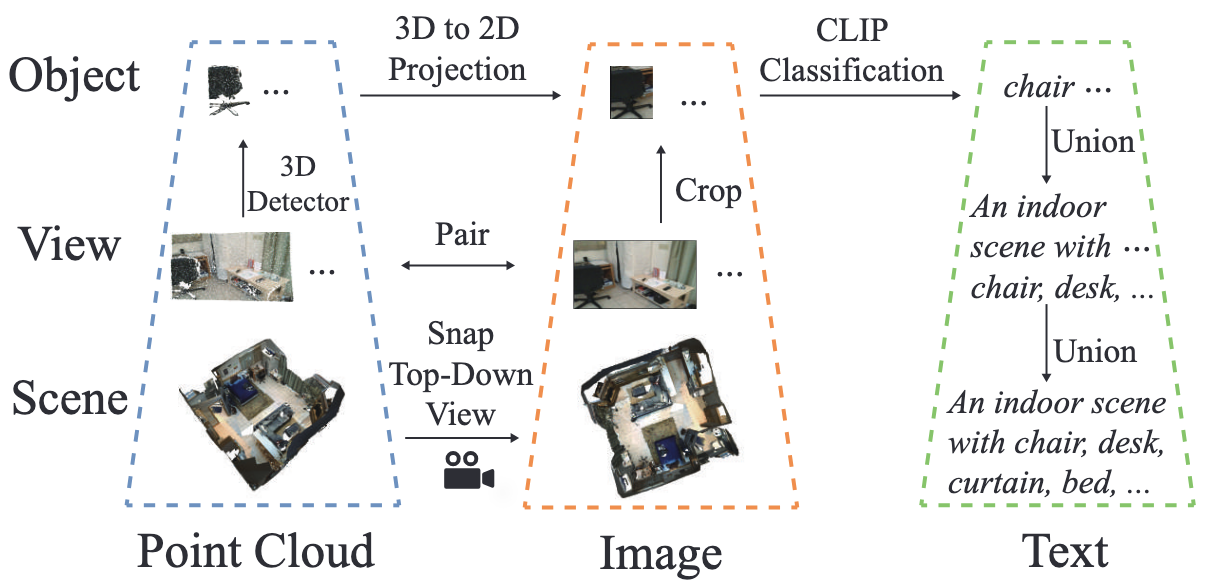 Object
3D to 2D
Projection
CLIP
Classification
...
...
chair ...
3D
Detector
Crop
Union
View
Pair
...
...
An indoor
scene with ...
chair, desk, ...
Union
Scene
Snap
Top-Down
View
An indoor scene
with chair, desk,
curtain, bed, ...
Point Cloud
Image
Text